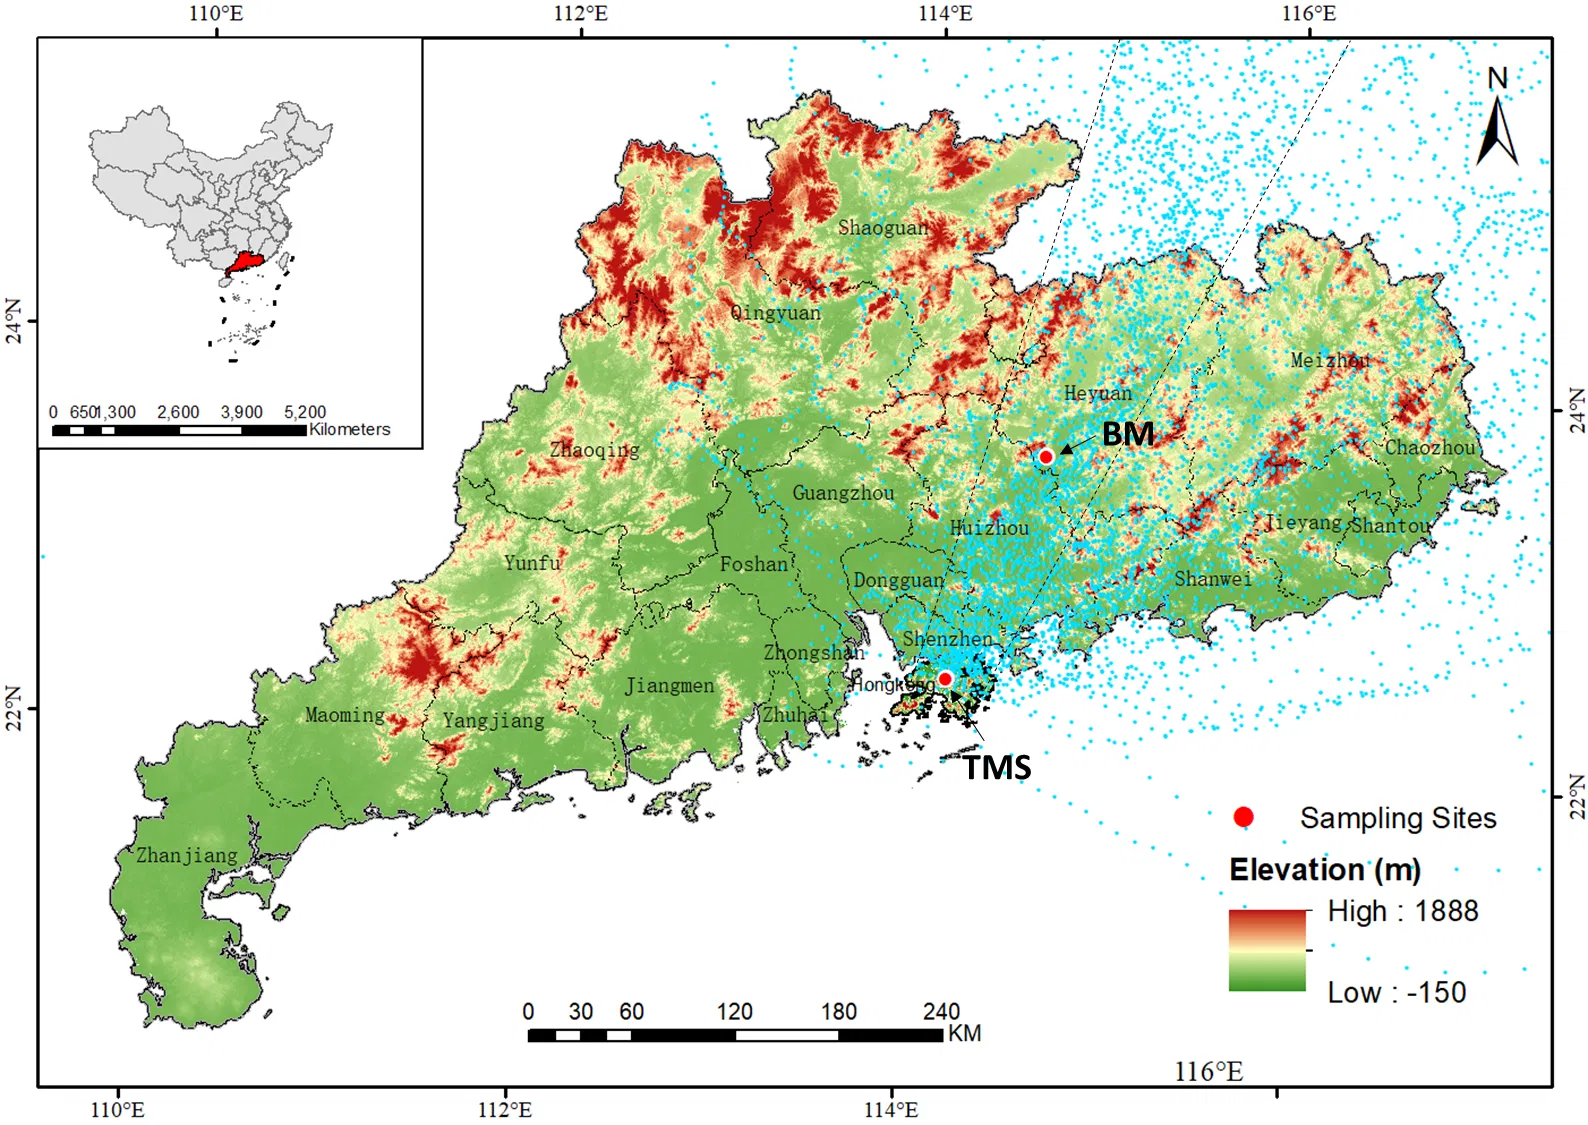 110°E 112°E 114°E 116°E
N
Shaoguan
24°N
Qingyuan
Meizhou
Heyuan
24°N
0 650 1,300 2,600 3,900 5,200
Kilometers
BM
Zhaoqing
Chaozhou
Guangzhou
Huizhou
Jieyang Shantou
Yunfu
Foshan
Dongguan
Shanwei
Shenzhen
Zhongshan
Jiangmen
Hongkong
22°N
Maoming
Yangjiang
Zhuhai
TMS
22°N
Sampling Sites
Zhanjiang
Elevation (m)
High : 1888
Low : -150
0 30 60 120 180 240
KM
116°E
110°E 112°E 114°E